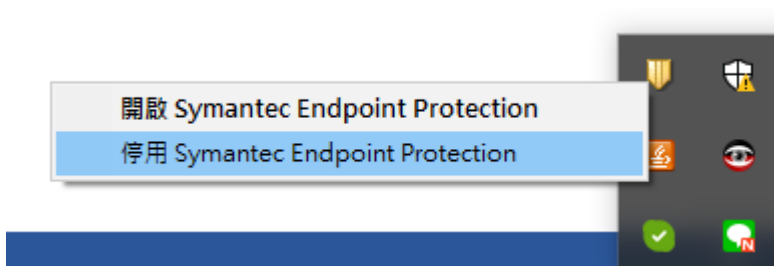 開啟 Symantec Endpoint Protection
停用 Symantec Endpoint Protection
N